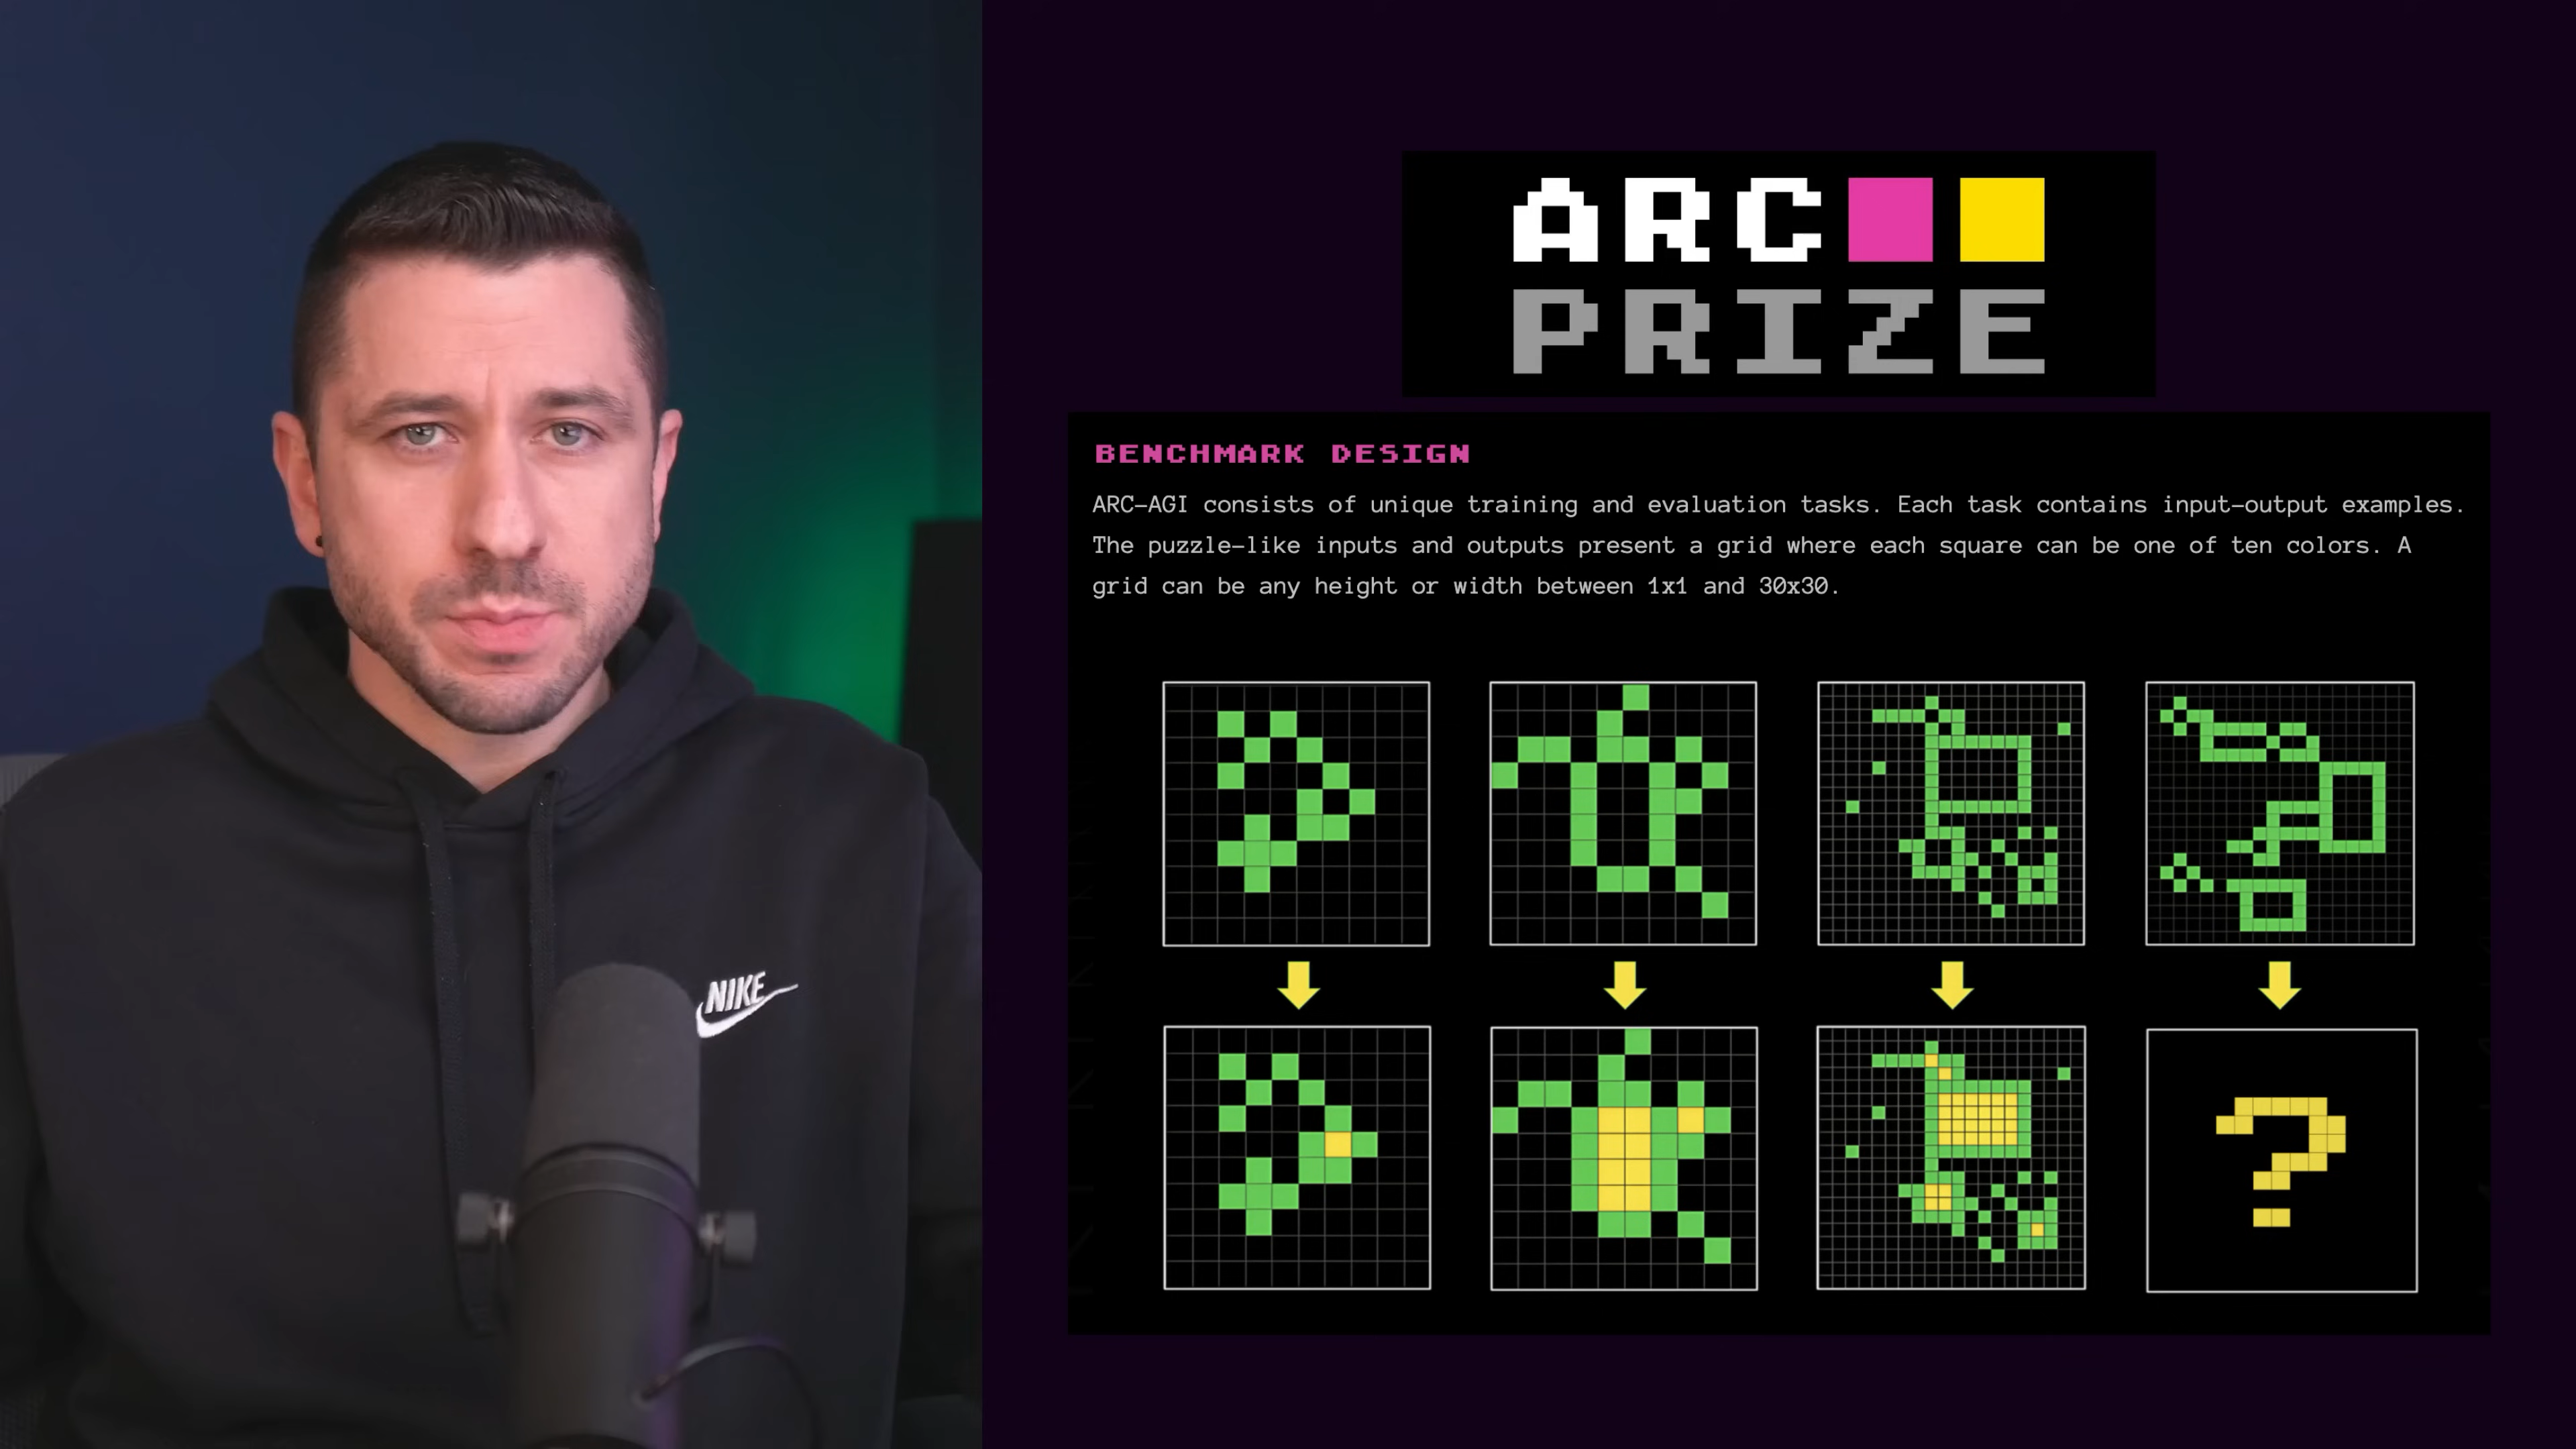 ARC
PRIZE
BENCHMARK DESIGN
ARC-AGI consists of unique training and evaluation tasks. Each task contains input-output examples.
The puzzle-like inputs and outputs present a grid where each square can be one of ten colors. A
grid can be any height or width between 1x1 and 30x30.
?
NIKE